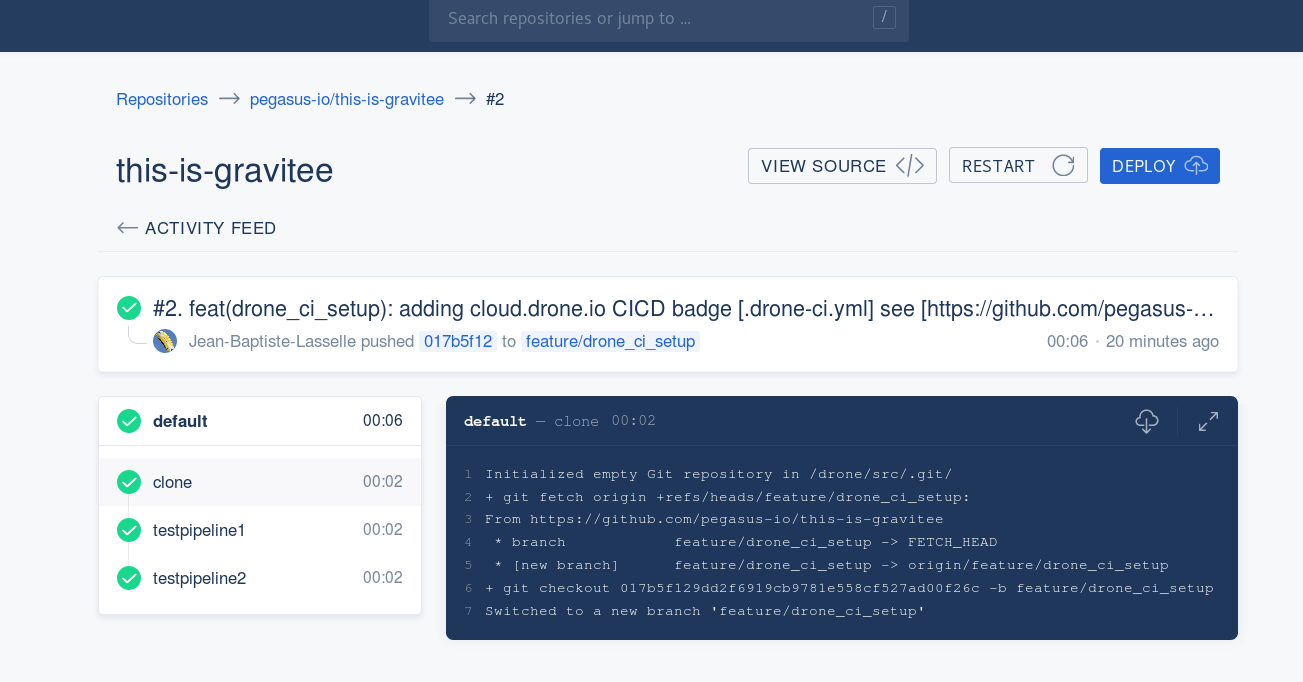 Search repositories or jump to ... /
Repositories → pegasus-io/this-is-gravitee → #2
this-is-gravitee
VIEW SOURCE </> RESTART DEPLOY
← ACTIVITY FEED
#2. feat(drone_ci_setup): adding cloud.drone.io CICD badge [.drone-ci.yml] see [https://github.com/pegasus-...
Jean-Baptiste-Lasselle pushed 017b5f12 to feature/drone_ci_setup 00:06 · 20 minutes ago
default 00:06
clone 00:02
testpipeline1 00:02
testpipeline2 00:02
default — clone 00:02
1 Initialized empty Git repository in /drone/src/.git/
2 + git fetch origin +refs/heads/feature/drone_ci_setup:
3 From https://github.com/pegasus-io/this-is-gravitee
4 * branch feature/drone_ci_setup -> FETCH_HEAD
5 * [new branch] feature/drone_ci_setup -> origin/feature/drone_ci_setup
6 + git checkout 017b5f129dd2f6919cb9781e558cf527ad00f26c -b feature/drone_ci_setup
7 Switched to a new branch 'feature/drone_ci_setup'